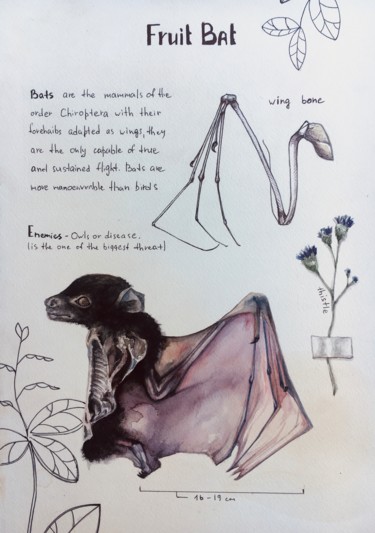 Fruit Bat
Bats are the mammals of the
order Chiroptera with their
forehaibs adapted as wings, they
are the only capable of true
and sustained flight. Bats are
more manoeuvrable than birds
wing bone
Enemies - Owls or disease.
(is the one of the biggest threat)
thistle
16-19 cm